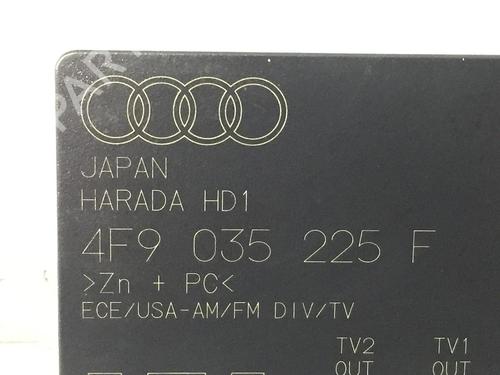 JAPAN
HARADA HD1
4F9 035 225 F
>Zn + PC<
ECE/USA-AM/FM DIV/TV
TV2 TV1
OUT OUT